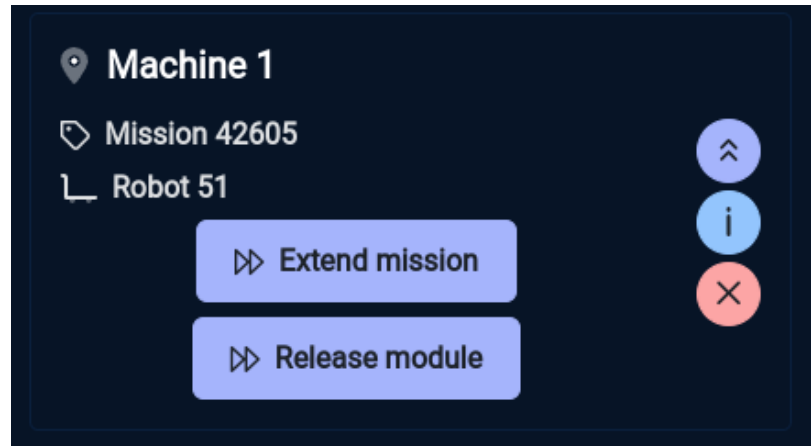 Machine 1
Mission 42605
Robot 51
Extend mission
i
Release module